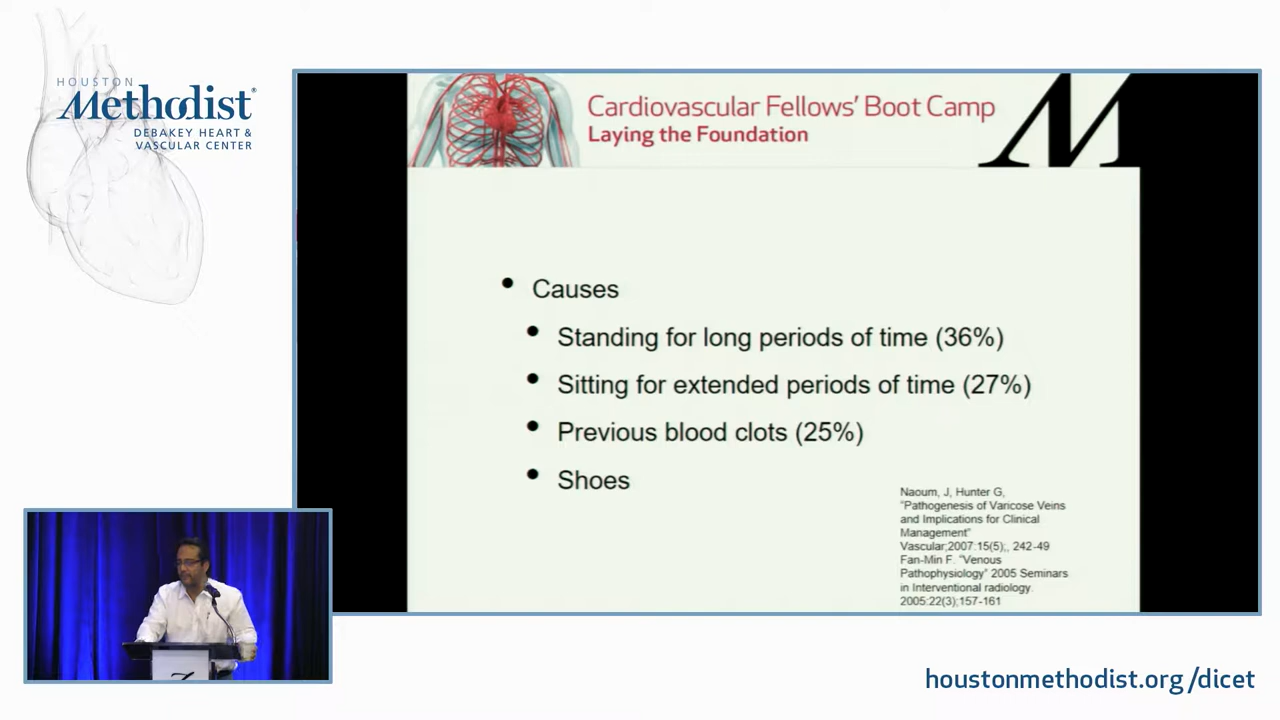 HOUSTON
Methodist®
DEBAKEY HEART &
VASCULAR CENTER
Cardiovascular Fellows' Boot Camp
Laying the Foundation
M
• Causes
• Standing for long periods of time (36%)
• Sitting for extended periods of time (27%)
• Previous blood clots (25%)
• Shoes
Naoum, J, Hunter G,
"Pathogenesis of Varicose Veins
and Implications for Clinical
Management"
Vascular;2007:15(5);, 242-49
Fan-Min F. "Venous
Pathophysiology" 2005 Seminars
in Interventional radiology.
2005:22(3);157-161
houstonmethodist.org/dicet